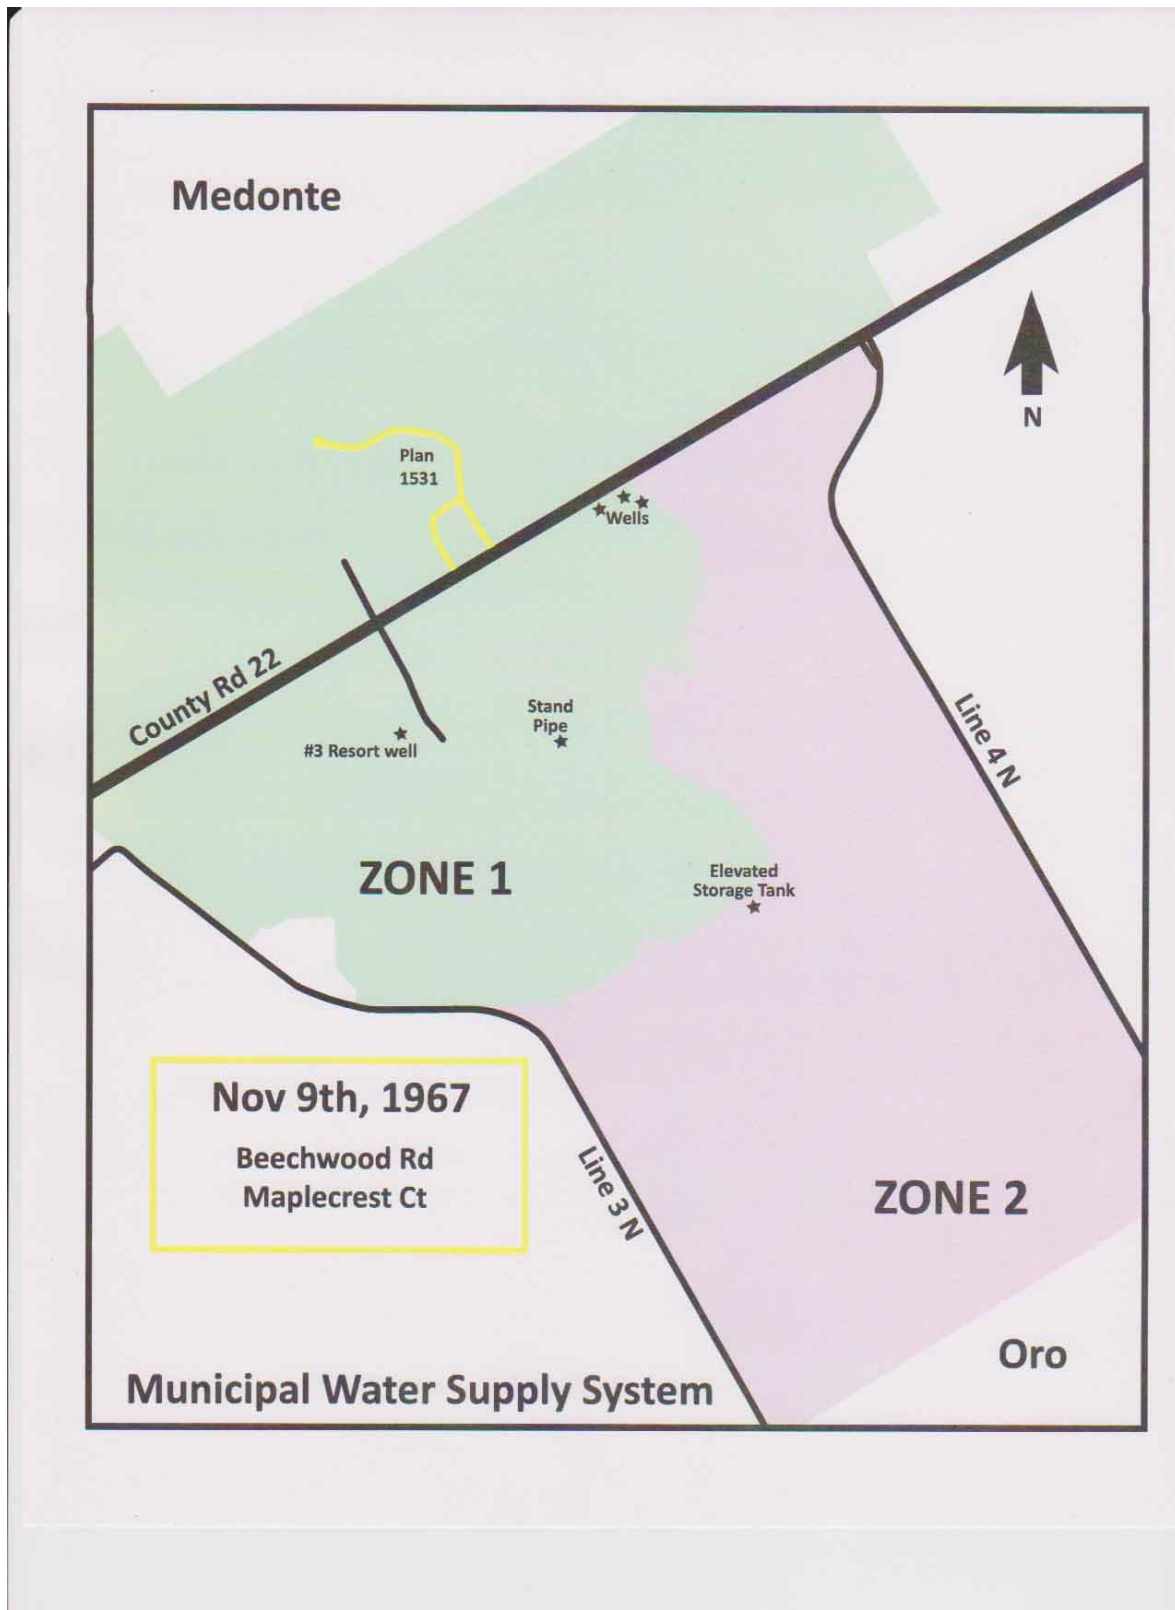 Medonte
N
Plan
1531
Wells
County Rd 22
Stand
Pipe
#3 Resort well
Line 4 N
ZONE 1
Elevated
Storage Tank
Nov 9th, 1967
Beechwood Rd
Maplecrest Ct
Line 3 N
ZONE 2
Oro
Municipal Water Supply System